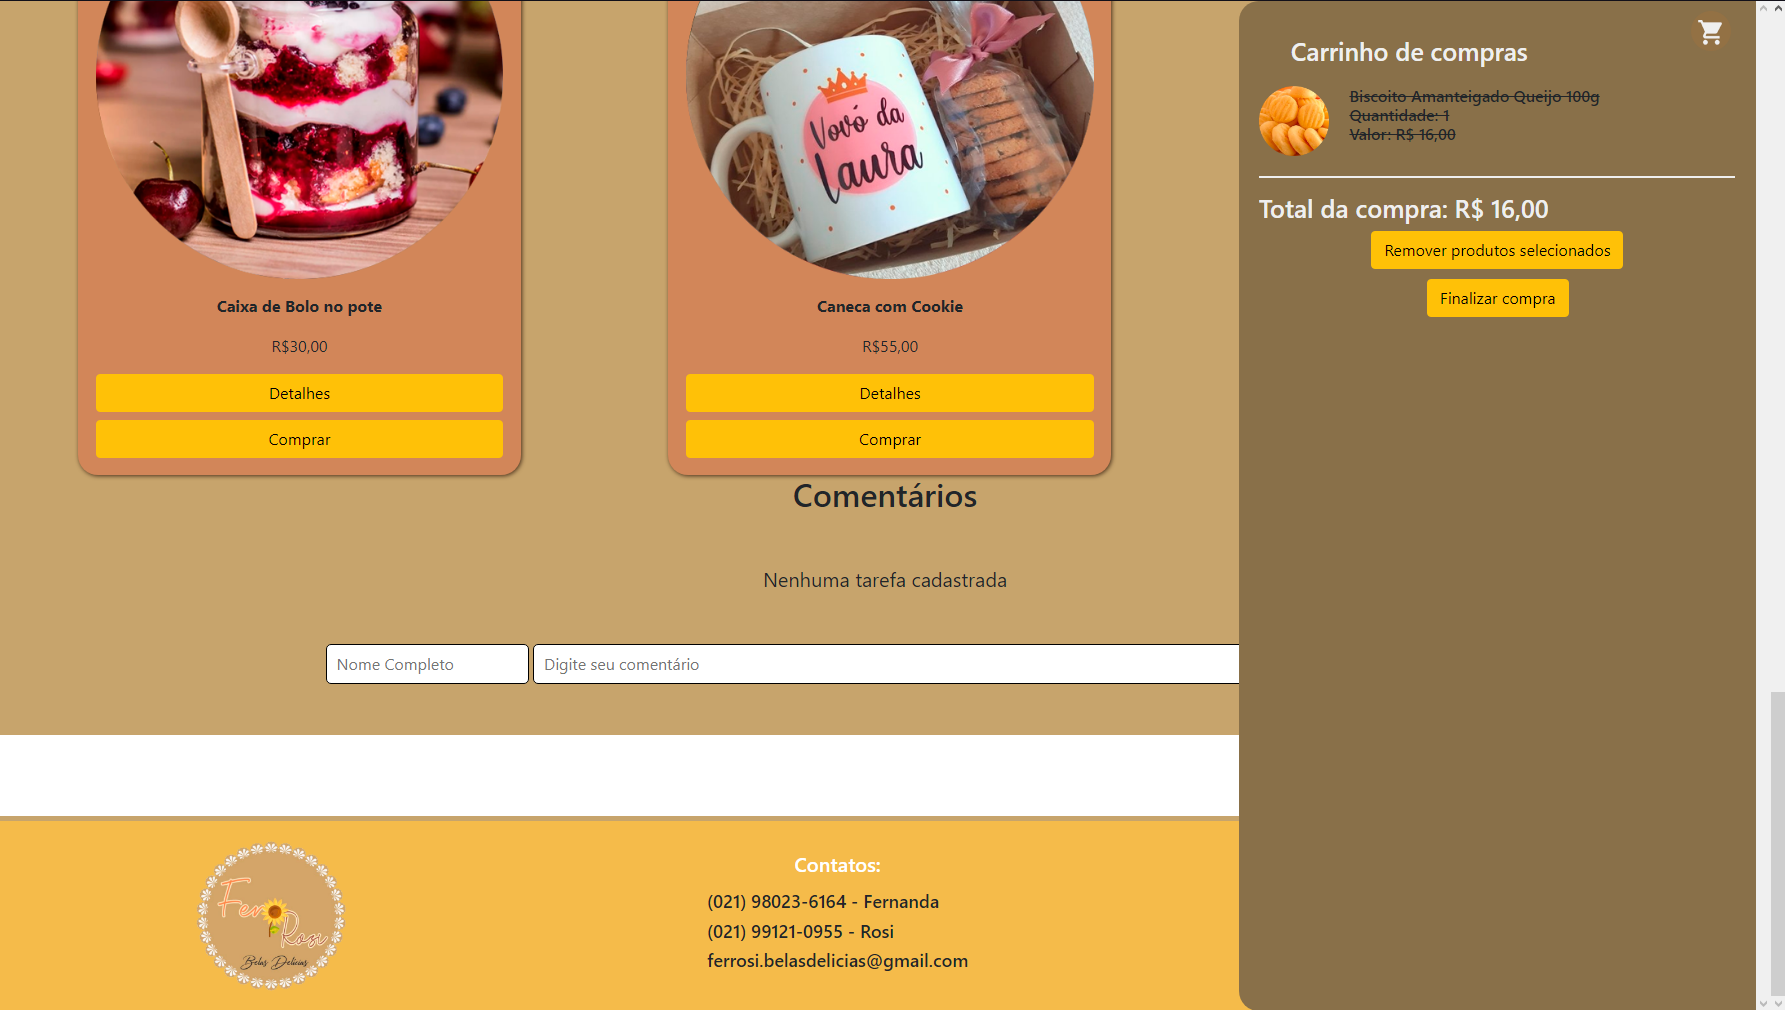 Vovó da
Laura
Caixa de Bolo no pote
R$30,00
Detalhes
Comprar
Caneca com Cookie
R$55,00
Detalhes
Comprar
Comentários
Nenhuma tarefa cadastrada
Nome Completo
Digite seu comentário
Fer
Rosi
Belas Delícias
Contatos:
(021) 98023-6164 - Fernanda
(021) 99121-0955 - Rosi
ferrosi.belasdelicias@gmail.com
Carrinho de compras
Biscoito Amanteigado Queijo 100g
Quantidade: 1
Valor: R$ 16,00
Total da compra: R$ 16,00
Remover produtos selecionados
Finalizar compra